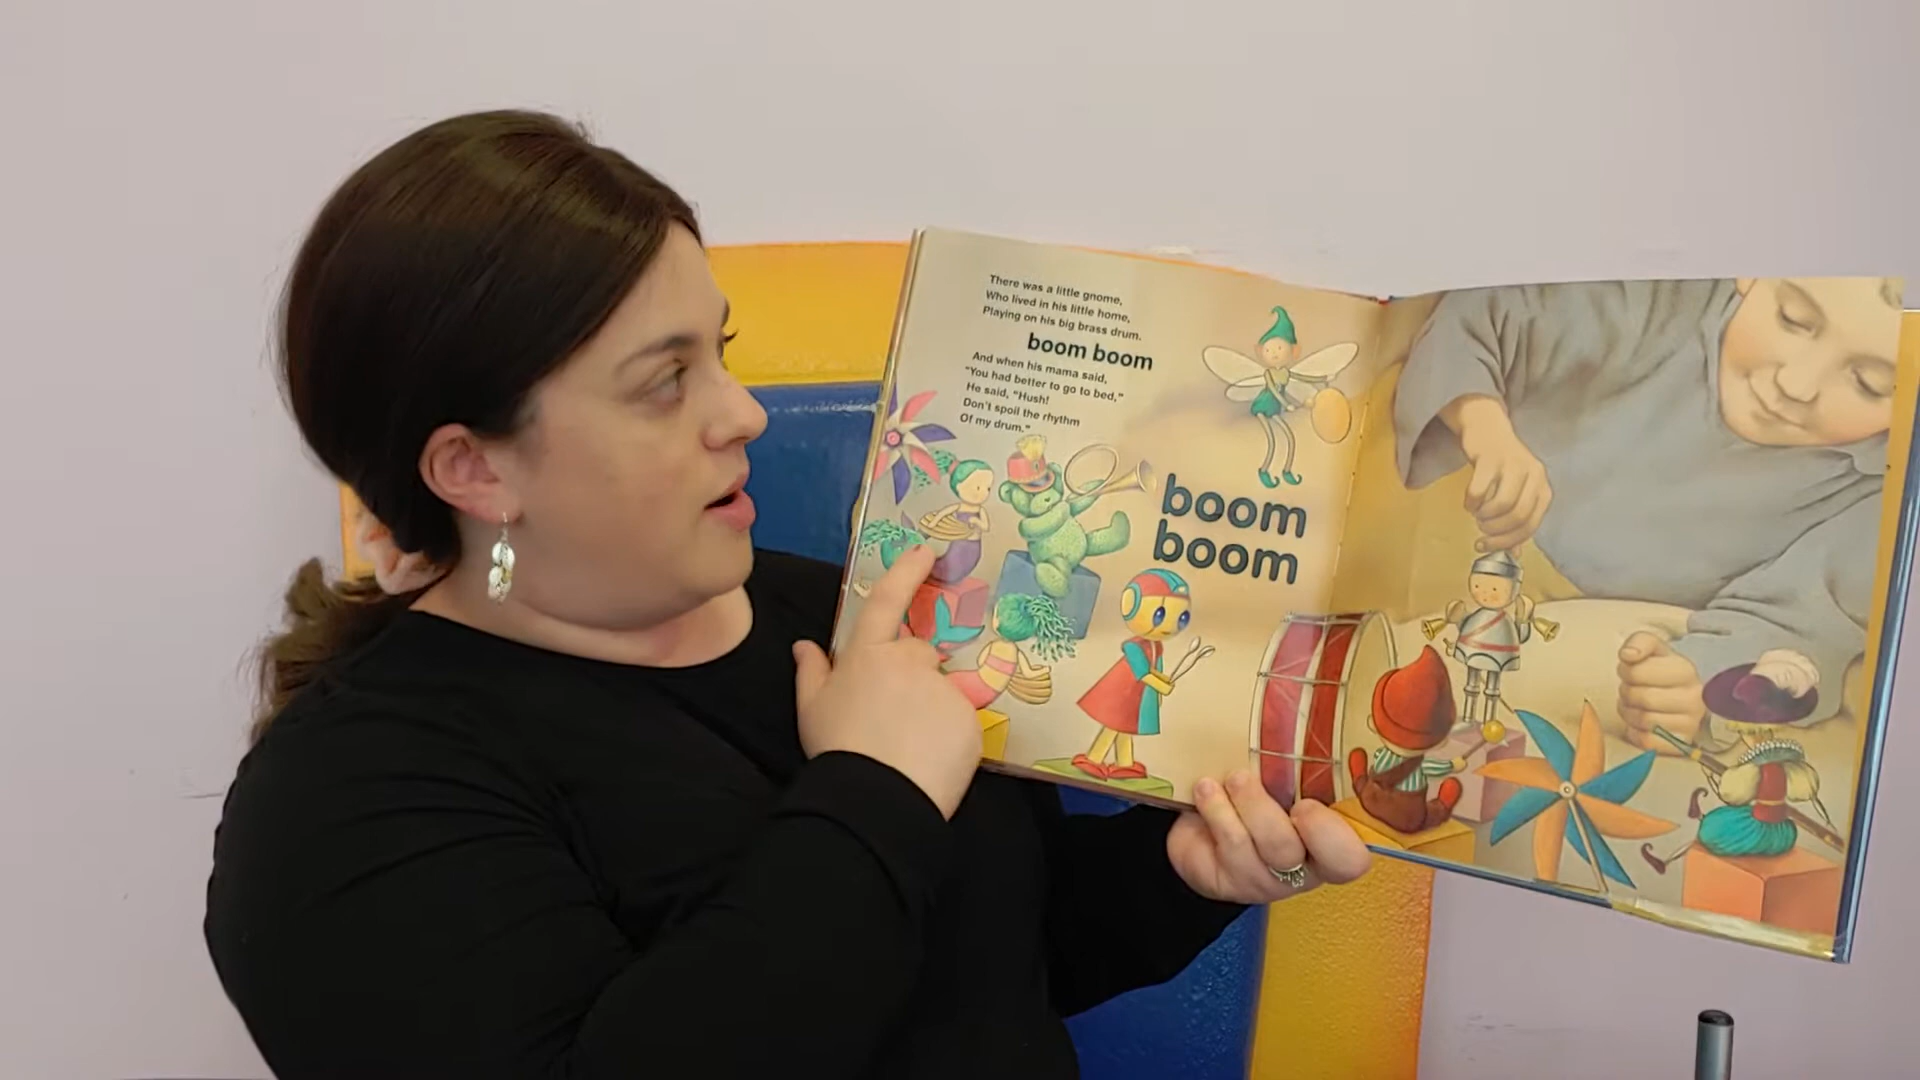 There was a little gnome,
Who lived in his little home,
Playing on his big brass drum.
boom boom
And when his mama said,
"You had better to go to bed,"
He said, "Hush!
Don't spoil the rhythm
Of my drum."
boom
boom